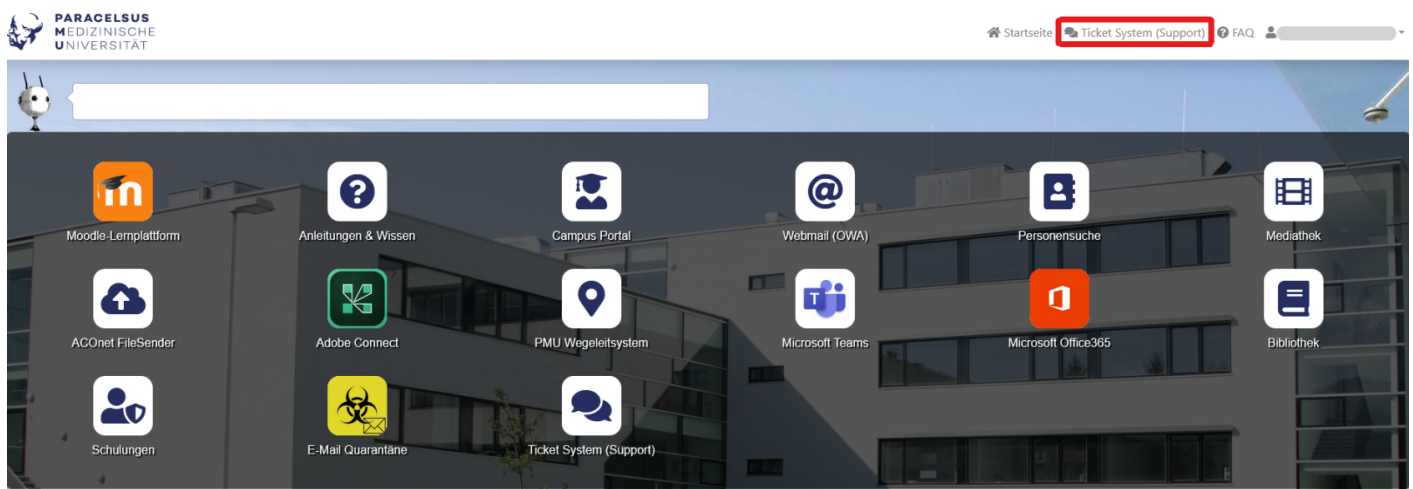 PARACELSUS
MEDIZINISCHE
UNIVERSITÄT
Startseite
Ticket System (Support)
FAQ
Moodle-Lernplattform
Anleitungen & Wissen
Campus Portal
Webmail (OWA)
Personensuche
Mediathek
ACOnet FileSender
Adobe Connect
PMU Wegeleitsystem
Microsoft Teams
Microsoft Office365
Bibliothek
Schulungen
E-Mail Quarantäne
Ticket System (Support)